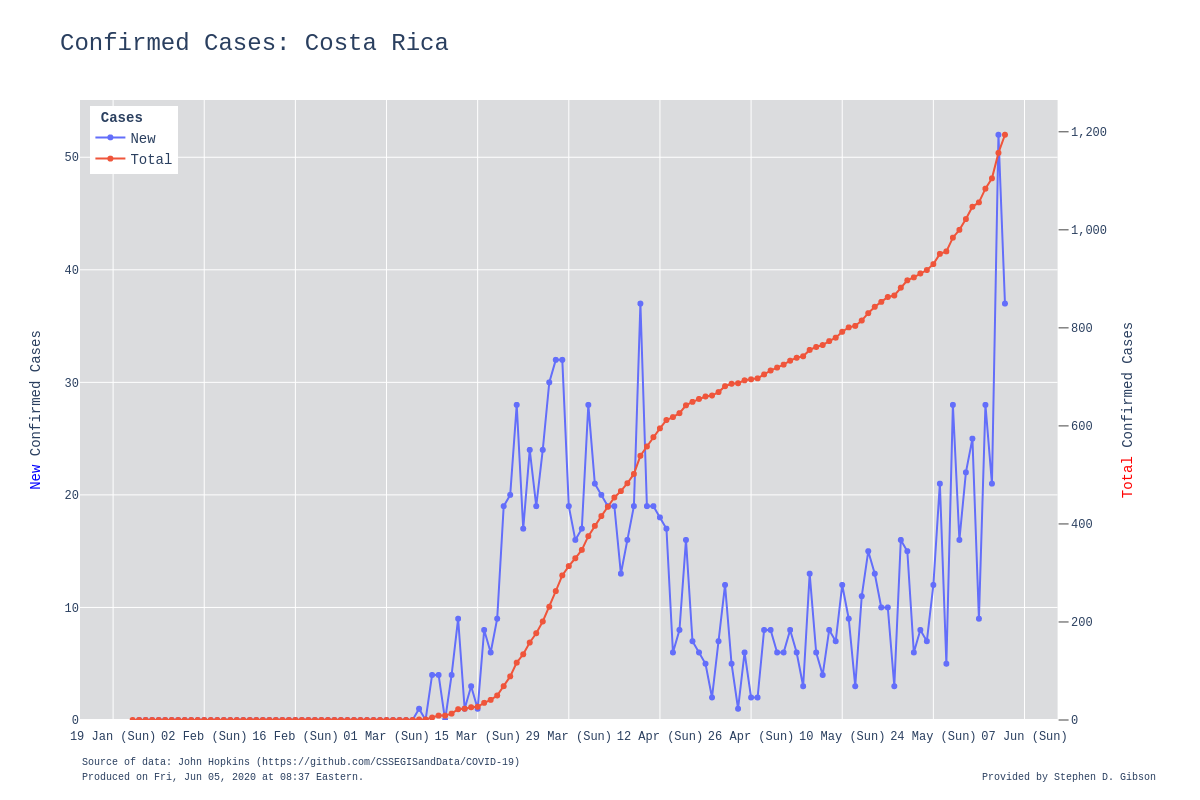 Confirmed Cases: Costa Rica
Cases
New
Total
50
40
30
20
10
0
New Confirmed Cases
1,200
1,000
800
600
400
200
0
Total Confirmed Cases
19 Jan (Sun) 02 Feb (Sun) 16 Feb (Sun) 01 Mar (Sun) 15 Mar (Sun) 29 Mar (Sun) 12 Apr (Sun) 26 Apr (Sun) 10 May (Sun) 24 May (Sun) 07 Jun (Sun)
Source of data: John Hopkins (https://github.com/CSSEGISandData/COVID-19)
Produced on Fri, Jun 05, 2020 at 08:37 Eastern.
Provided by Stephen D. Gibson